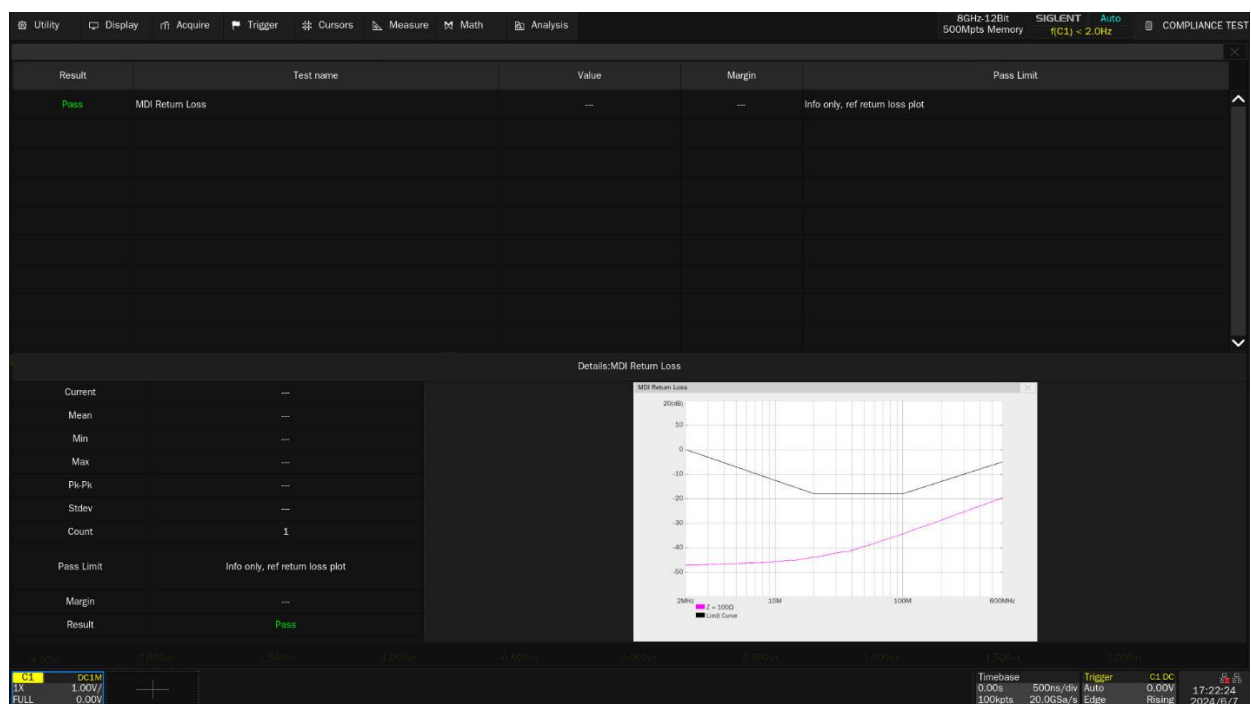 Utility Display Acquire Trigger Cursors Measure Math Analysis
8GHz-12Bit SIGLENT Auto
500Mpts Memory f(C1) < 2.0Hz COMPLIANCE TEST
Result Test name Value Margin Pass Limit
Pass MDI Return Loss --- --- Info only, ref return loss plot
Details:MDI Return Loss
Current ---
Mean ---
Min ---
Max ---
Pk-Pk ---
Stdev ---
Count 1
Pass Limit Info only, ref return loss plot
Margin ---
Result Pass
MDI Return Loss
20(dB)
10
0
-10
-20
-30
-40
-50
2MHz 10M 100M 600MHz
Z = 100Ω
Limit Curve
C1 DC1M
1X 1.00V/
FULL 0.00V
Timebase
0.00s 500ns/div
100kpts 20.0GSa/s
Trigger C1 DC
Auto 0.00V
Edge Rising
17:22:24
2024/6/7